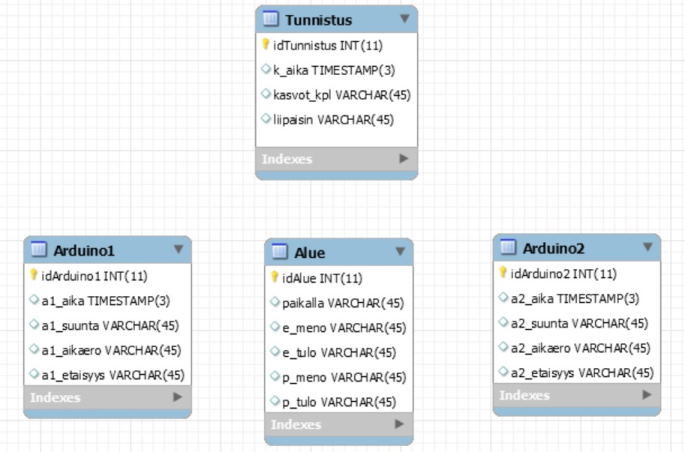 Tunnistus
idTunnistus INT(11)
k_aika TIMESTAMP(3)
kasvot_kpl VARCHAR(45)
liipaisin VARCHAR(45)
Indexes
Arduino1
idArduino1 INT(11)
a1_aika TIMESTAMP(3)
a1_suunta VARCHAR(45)
a1_aikaero VARCHAR(45)
a1_etaisyys VARCHAR(45)
Indexes
Alue
idAlue INT(11)
paikalla VARCHAR(45)
e_meno VARCHAR(45)
e_tulo VARCHAR(45)
p_meno VARCHAR(45)
p_tulo VARCHAR(45)
Indexes
Arduino2
idArduino2 INT(11)
a2_aika TIMESTAMP(3)
a2_suunta VARCHAR(45)
a2_aikaero VARCHAR(45)
a2_etaisyys VARCHAR(45)
Indexes